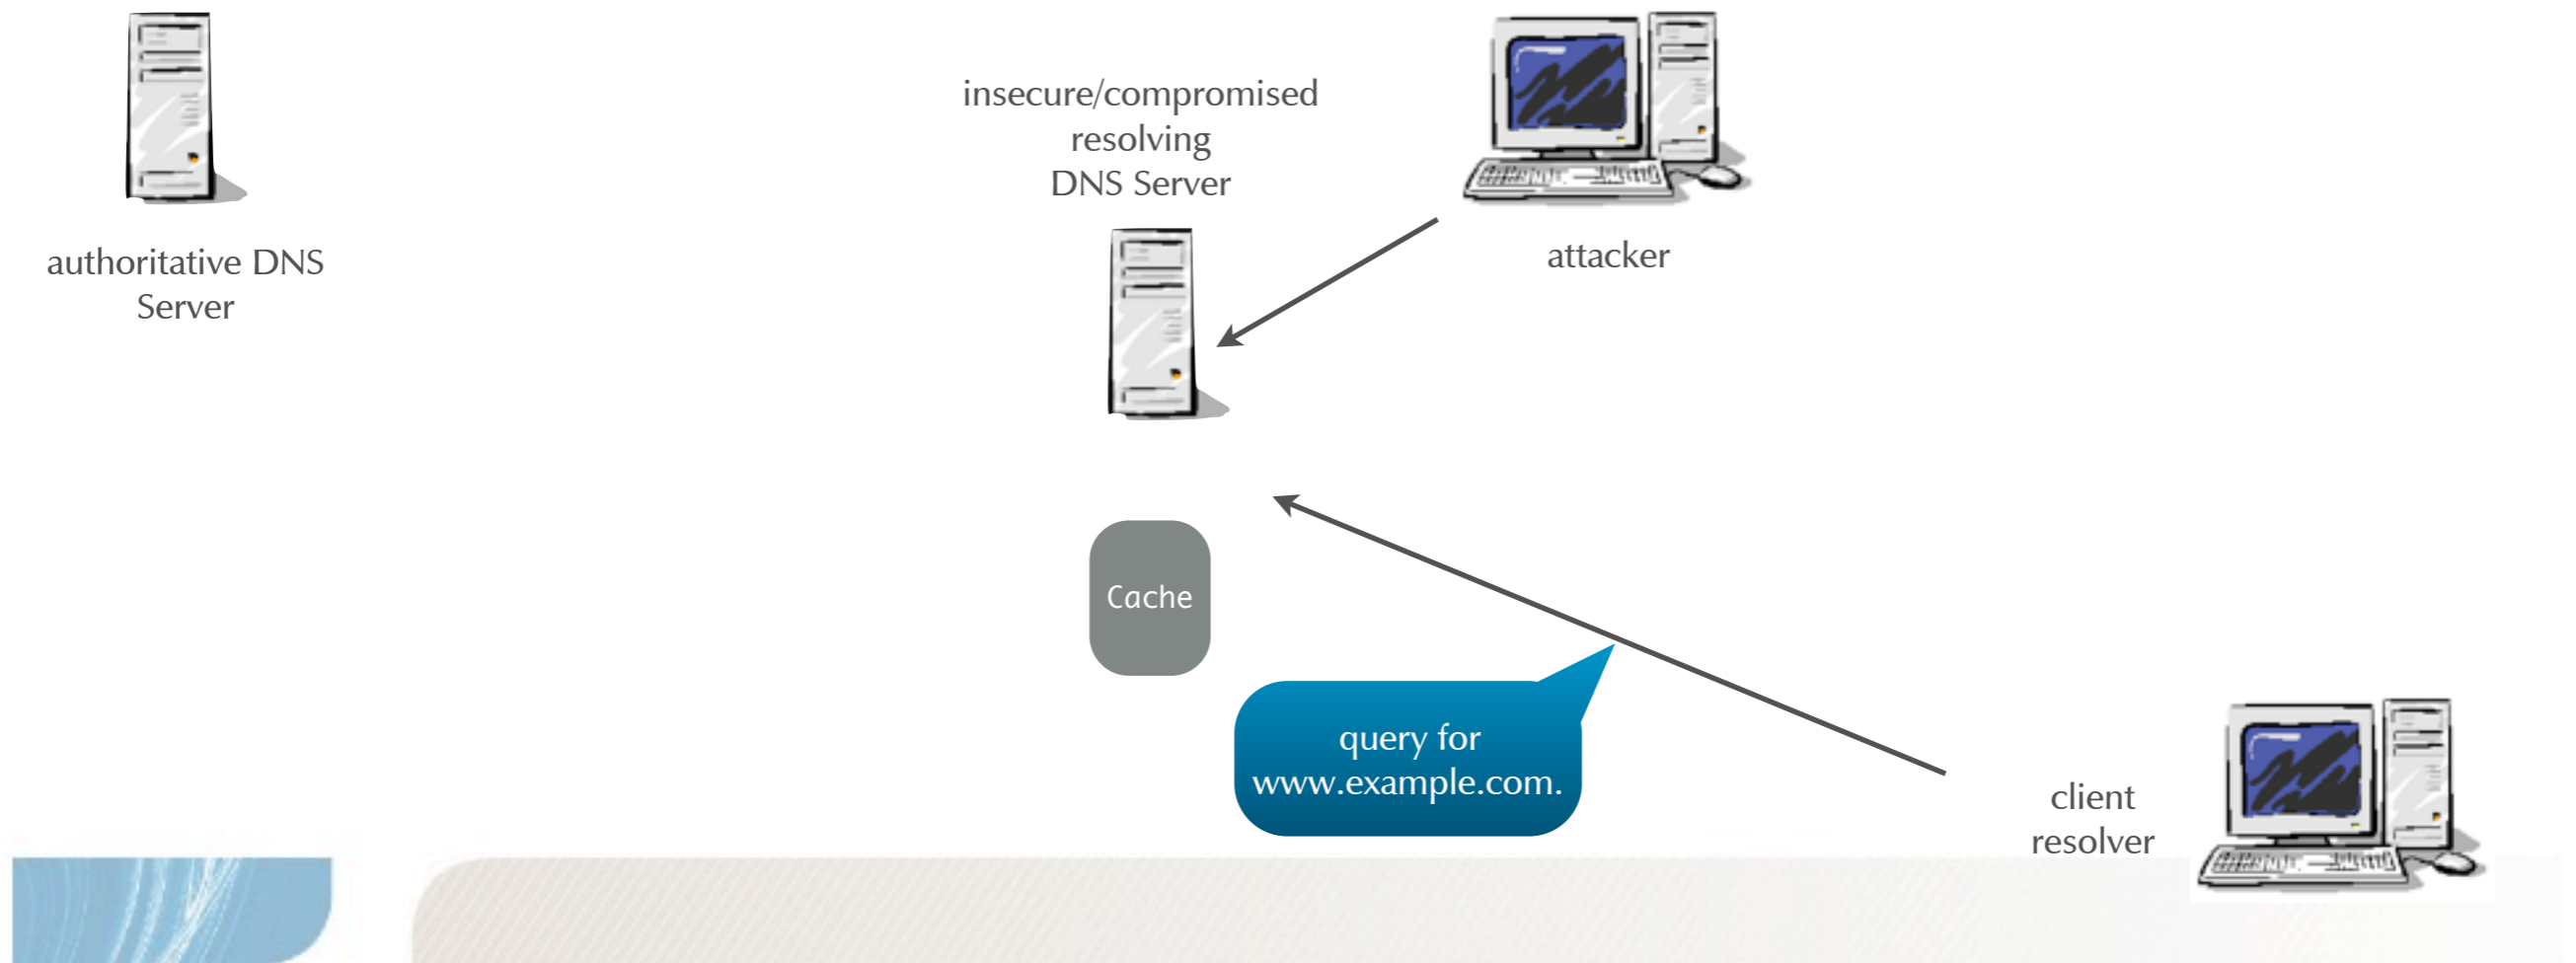 authoritative DNS
Server
insecure/compromised
resolving
DNS Server
attacker
Cache
query for
www.example.com.
client
resolver